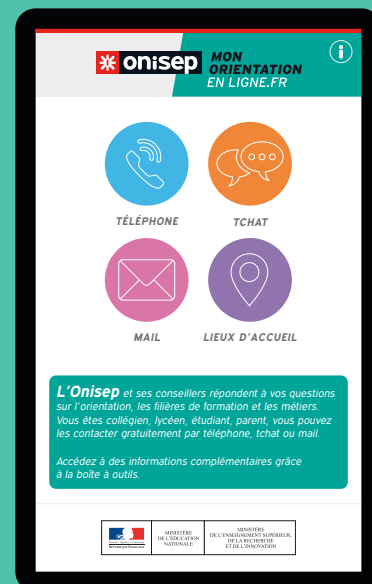 onisep MON
ORIENTATION
EN LIGNE.FR
i
TÉLÉPHONE
TCHAT
MAIL
LIEUX D'ACCUEIL
L'Onisep et ses conseillers répondent à vos questions
sur l'orientation, les filières de formation et les métiers.
Vous êtes collégien, lycéen, étudiant, parent, vous pouvez
les contacter gratuitement par téléphone, tchat ou mail.
Accédez à des informations complémentaires grâce
à la boîte à outils.
RÉPUBLIQUE FRANÇAISE
MINISTÈRE
DE L'ÉDUCATION
NATIONALE
MINISTÈRE
DE L'ENSEIGNEMENT SUPÉRIEUR,
DE LA RECHERCHE
ET DE L'INNOVATION